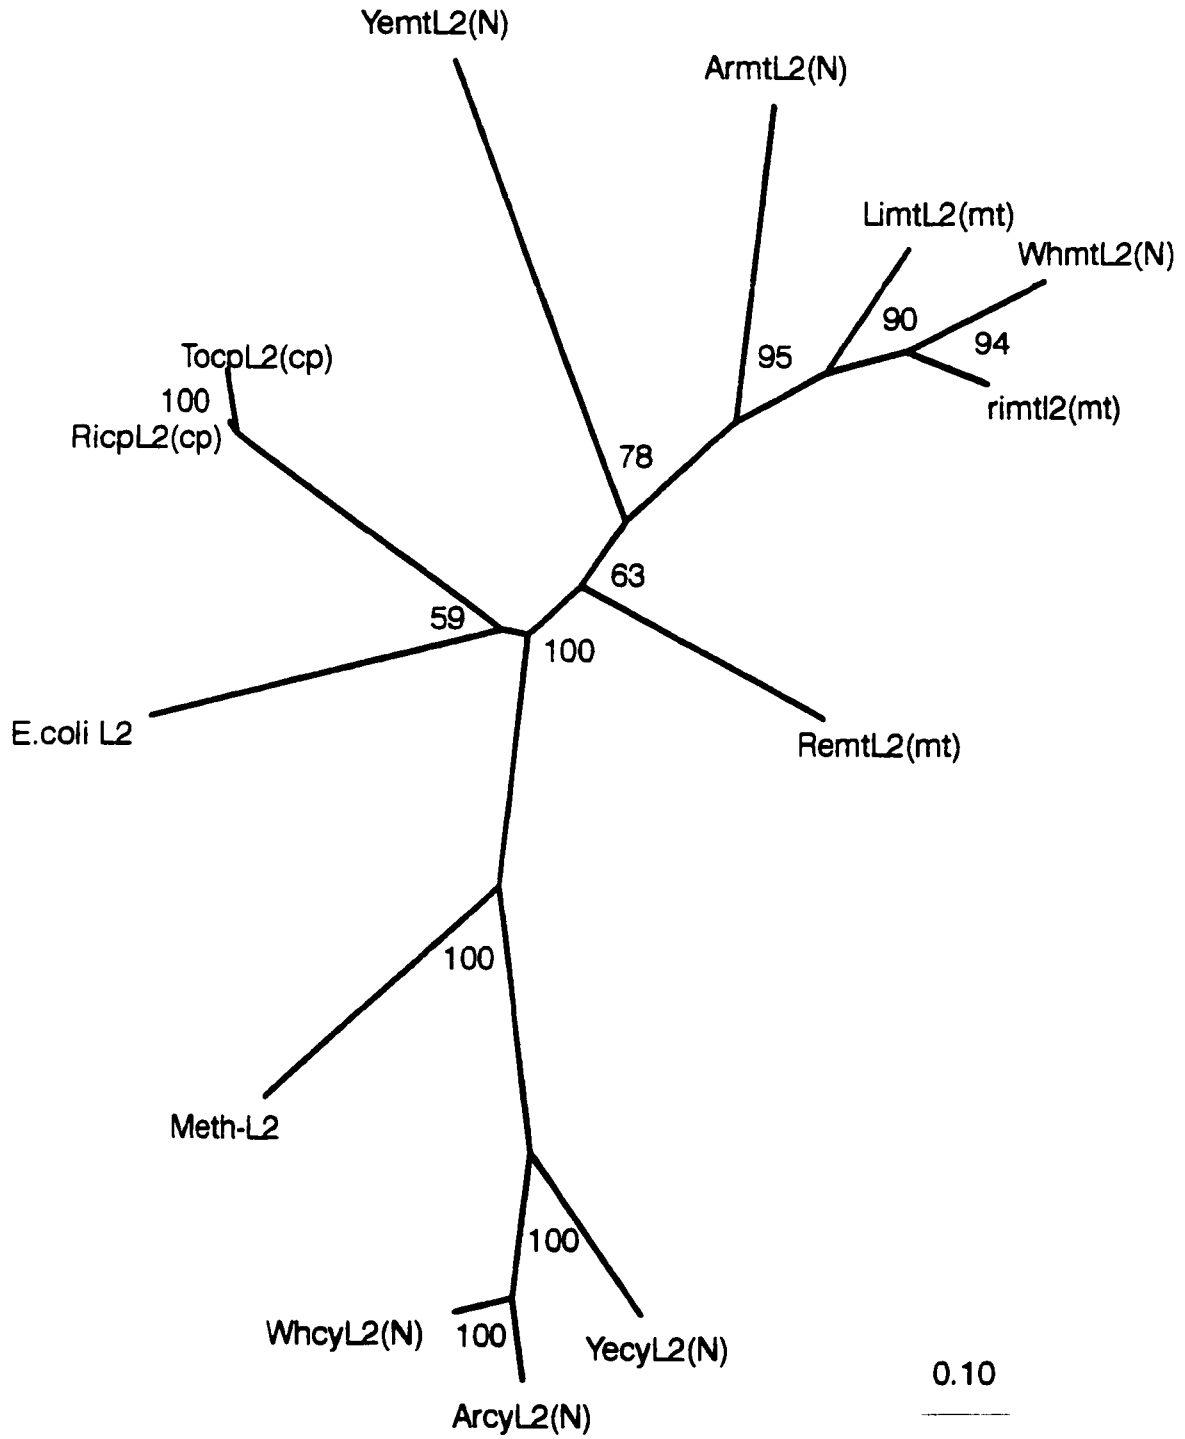 YemtL2(N)
ArmtL2(N)
LimtL2(mt)
WhmtL2(N)
90
94
95
TocpL2(cp)
100
rimtl2(mt)
RicpL2(cp)
78
63
59
100
E.coli L2
RemtL2(mt)
100
Meth-L2
100
WhcyL2(N)
100
YecyL2(N)
0.10
ArcyL2(N)